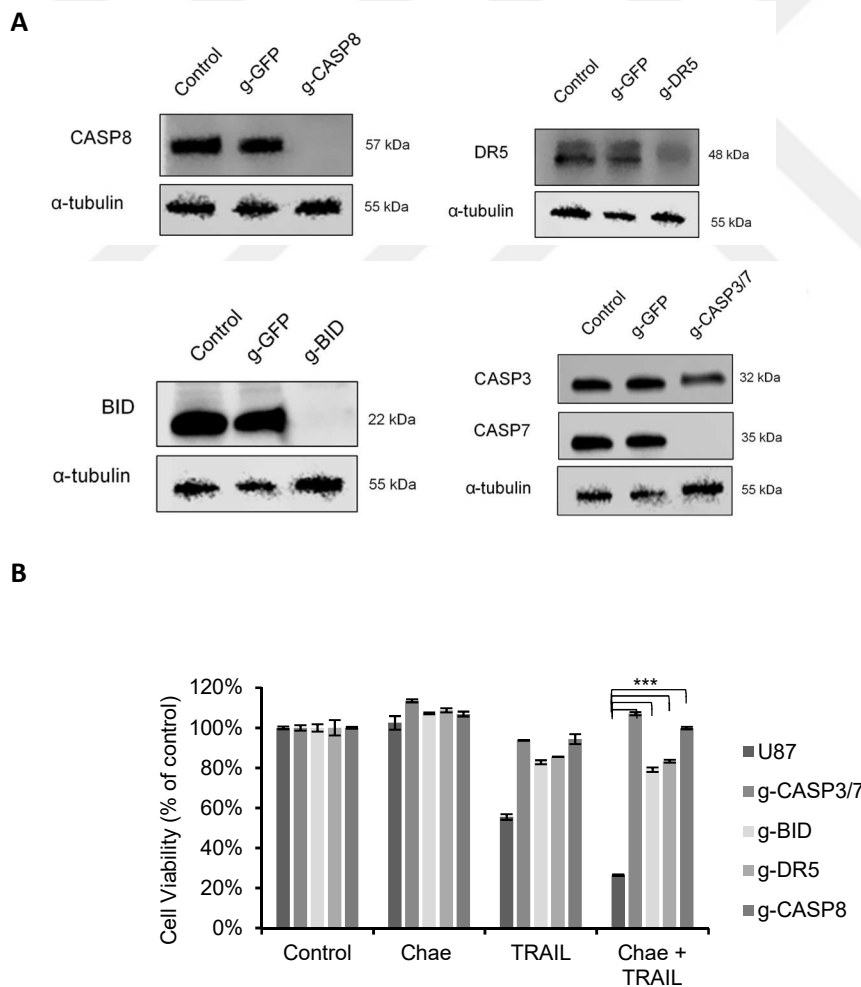 A
Control g-GFP g-CASP8
CASP8 57 kDa
α-tubulin 55 kDa
Control g-GFP g-DR5
DR5 48 kDa
α-tubulin 55 kDa
Control g-GFP g-BID
BID 22 kDa
α-tubulin 55 kDa
Control g-GFP g-CASP3/7
CASP3 32 kDa
CASP7 35 kDa
α-tubulin 55 kDa
B
Cell Viability (% of control)
120%
100%
80%
60%
40%
20%
0%
***
Control Chae TRAIL Chae +
TRAIL
U87
g-CASP3/7
g-BID
g-DR5
g-CASP8